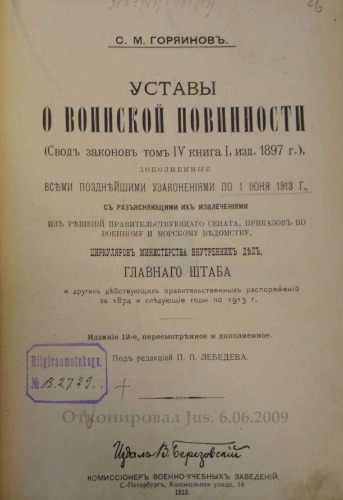 26
С. М. ГОРЯИНОВЪ.
УСТАВЫ
О ВОИНСКОЙ ПОВИННОСТИ
(Сводъ законовъ томъ IV книга I, изд. 1897 г.),
ДОПОЛНЕННЫЕ
ВСѢМИ ПОЗДНѢЙШИМИ УЗАКОНЕНІЯМИ ПО 1 ІЮНЯ 1913 Г.,
СЪ РАЗЪЯСНЯЮЩИМИ ИХЪ ИЗВЛЕЧЕНІЯМИ
ИЗЪ РѢШЕНІЙ ПРАВИТЕЛЬСТВУЮЩАГО СЕНАТА, ПРИКАЗОВЪ ПО
ВОЕННОМУ И МОРСКОМУ ВѢДОМСТВУ,
ЦИРКУЛЯРОВЪ МИНИСТЕРСТВА ВНУТРЕННИХЪ ДѢЛЪ,
ГЛАВНАГО ШТАБА
и другихъ дѣйствующихъ правительственныхъ распоряженій
за 1874 и слѣдующіе годы по 1913 г.
Изданіе 12-е, пересмотрѣнное и дополненное.
Подъ редакціей П. П. ЛЕБЕДЕВА.
№ В. 2729.
Откопировал Jus. 6.06.2009
Издалъ В. Березовскій
КОМИССІОНЕРЪ ВОЕННО-УЧЕБНЫХЪ ЗАВЕДЕНІЙ.
С.-Петербургъ, Колокольная улица, 14.
1913.